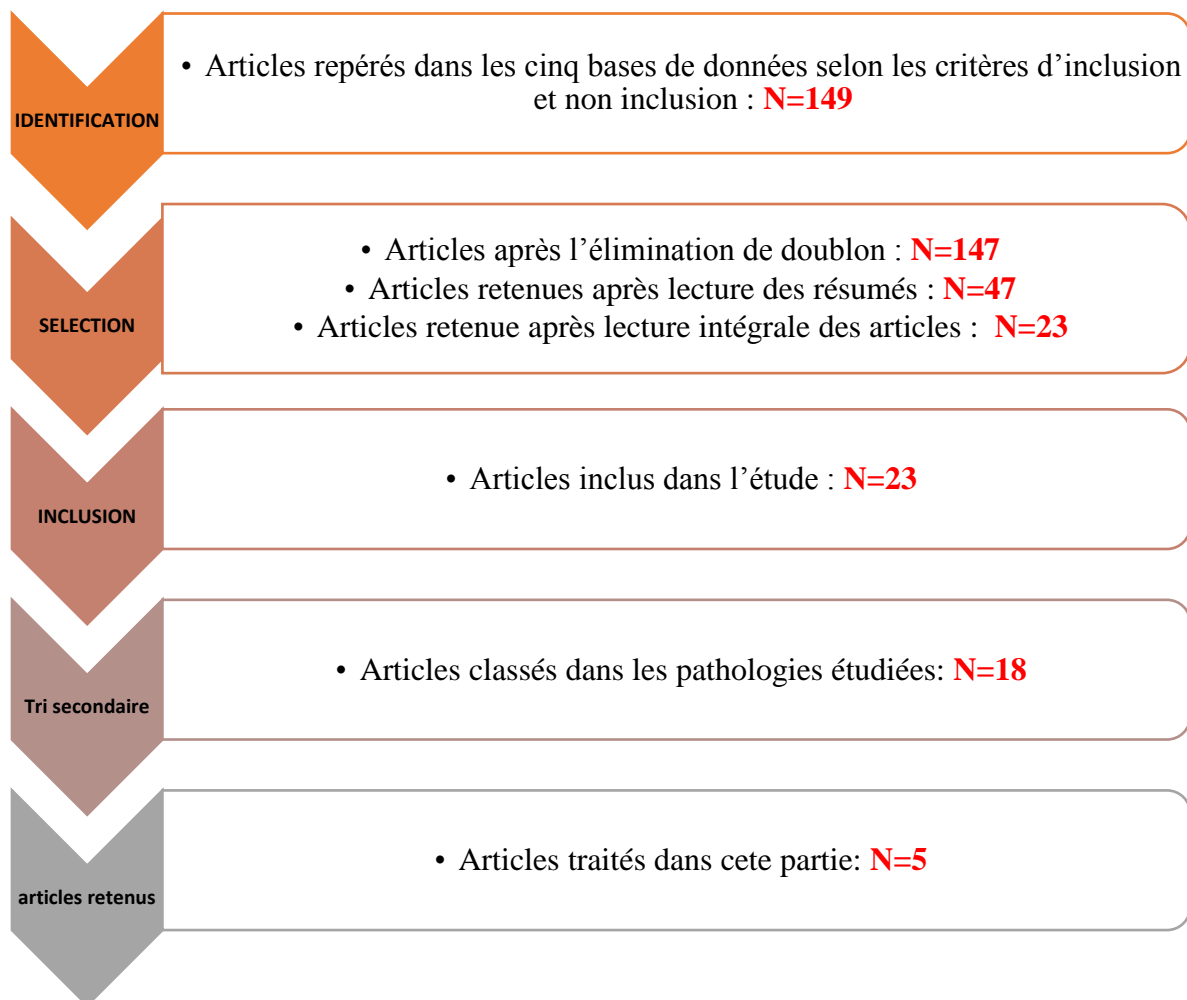 IDENTIFICATION
• Articles repérés dans les cinq bases de données selon les critères d’inclusion
et non inclusion : N=149
SELECTION
• Articles après l’élimination de doublon : N=147
• Articles retenues après lecture des résumés : N=47
• Articles retenue après lecture intégrale des articles : N=23
INCLUSION
• Articles inclus dans l’étude : N=23
Tri secondaire
• Articles classés dans les pathologies étudiées: N=18
articles retenus
• Articles traités dans cete partie: N=5